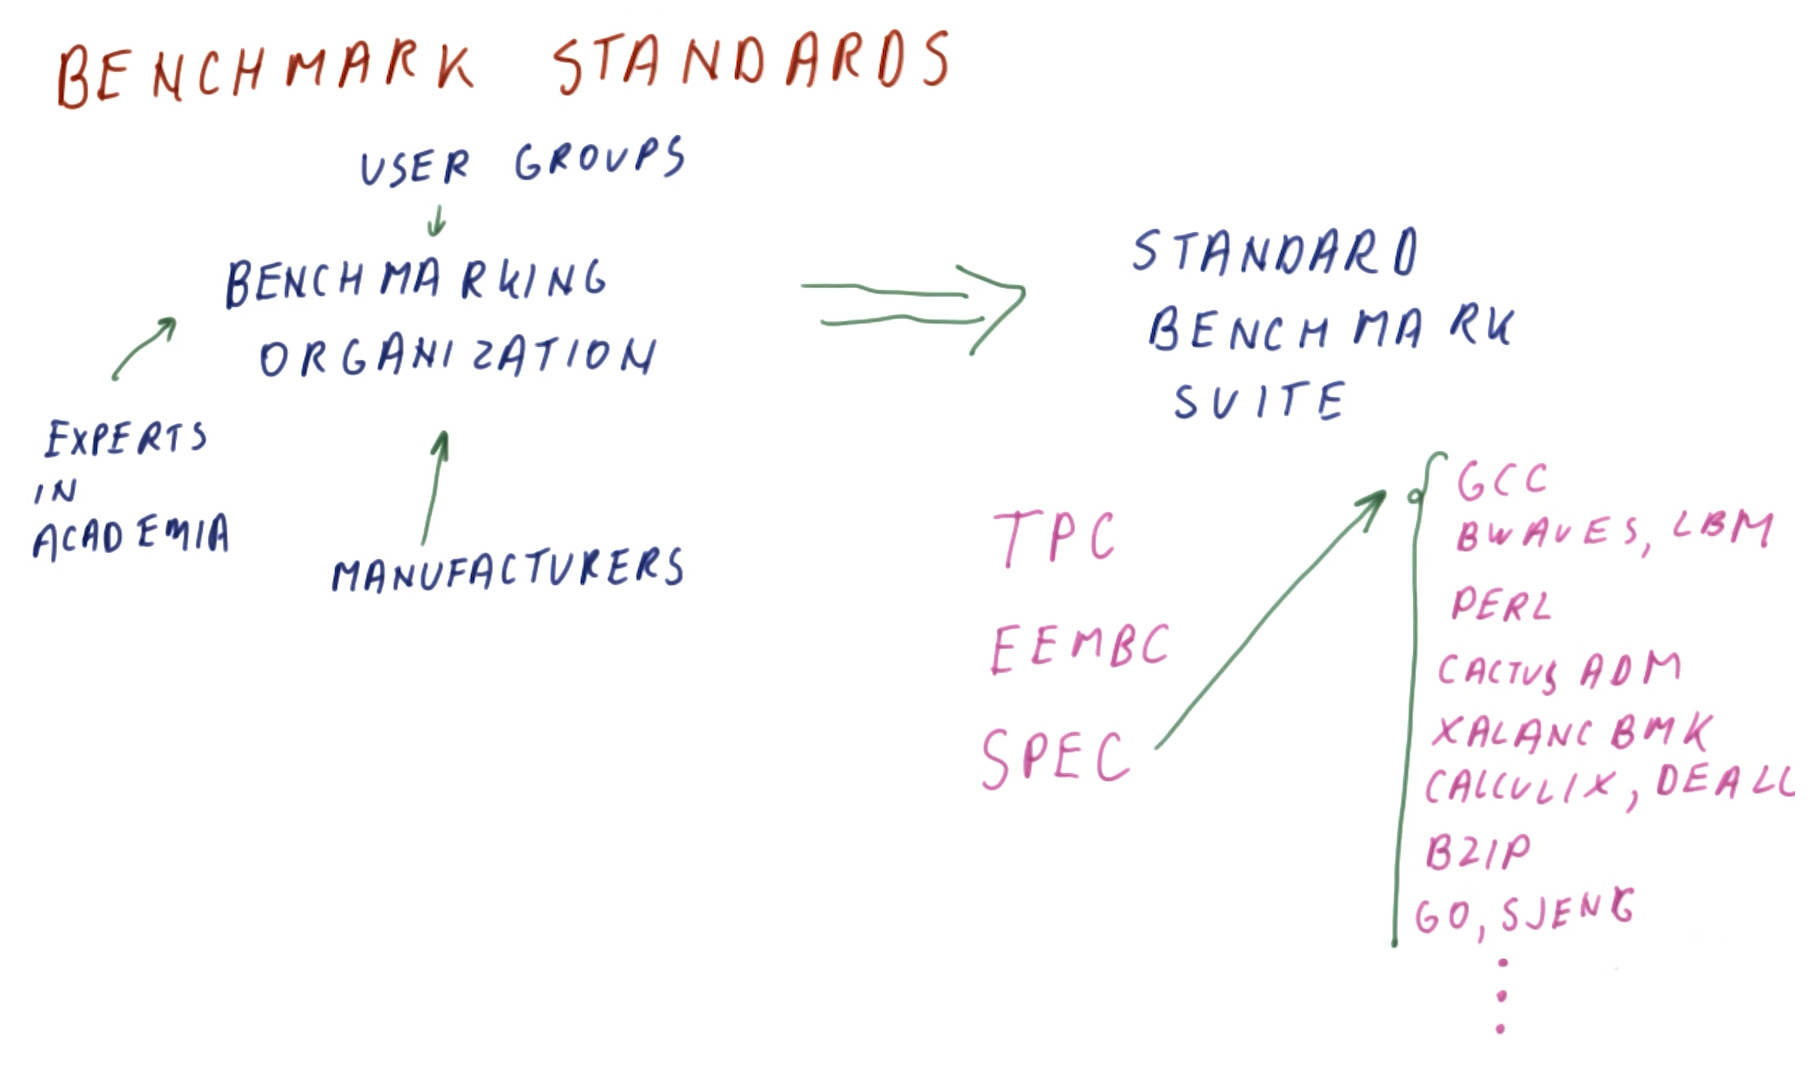 BENCHMARK STANDARDS
USER GROUPS
BENCHMARKING
ORGANIZATION
EXPERTS
IN
ACADEMIA
MANUFACTURERS
STANDARD
BENCHMARK
SUITE
TPC
EEMBC
SPEC
GCC
BWAVES, LBM
PERL
CACTUS ADM
XALANC BMK
CALCULIX, DEALL
BZIP
GO, SJENG